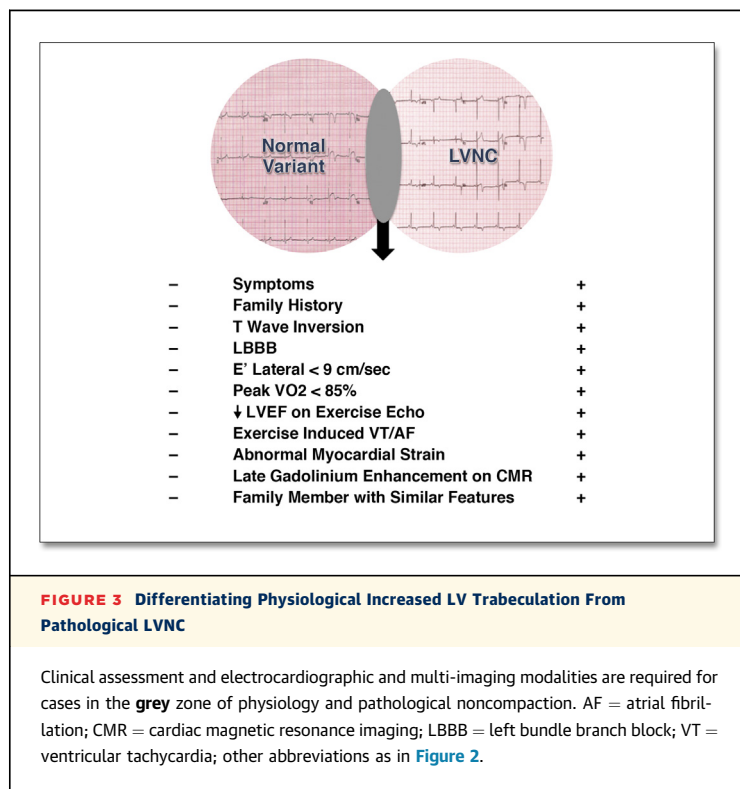 Normal
Variant
LVNC
– Symptoms +
– Family History +
– T Wave Inversion +
– LBBB +
– E' Lateral < 9 cm/sec +
– Peak VO2 < 85% +
– ↓ LVEF on Exercise Echo +
– Exercise Induced VT/AF +
– Abnormal Myocardial Strain +
– Late Gadolinium Enhancement on CMR +
– Family Member with Similar Features +
FIGURE 3 Differentiating Physiological Increased LV Trabeculation From
Pathological LVNC
Clinical assessment and electrocardiographic and multi-imaging modalities are required for
cases in the grey zone of physiology and pathological noncompaction. AF = atrial fibril-
lation; CMR = cardiac magnetic resonance imaging; LBBB = left bundle branch block; VT =
ventricular tachycardia; other abbreviations as in Figure 2.